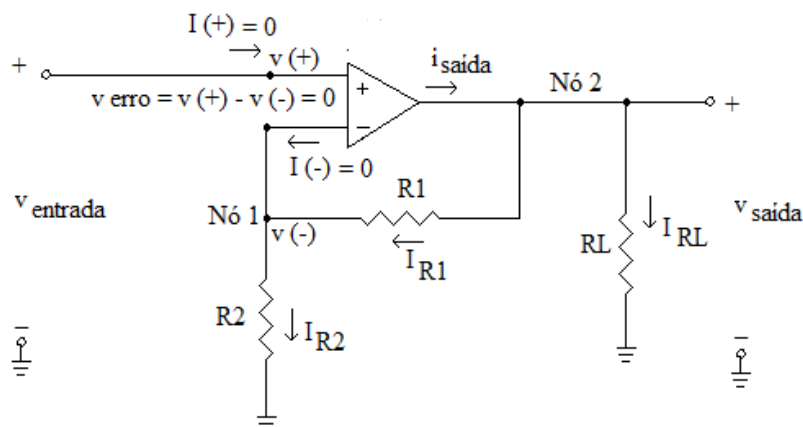 I (+) = 0
v (+)
+
v erro = v (+) - v (-) = 0
+
−
i saída
Nó 2
+
I (-) = 0
R1
v entrada
Nó 1
v (-)
I R1
RL
I RL
v saída
R2
I R2
−
−